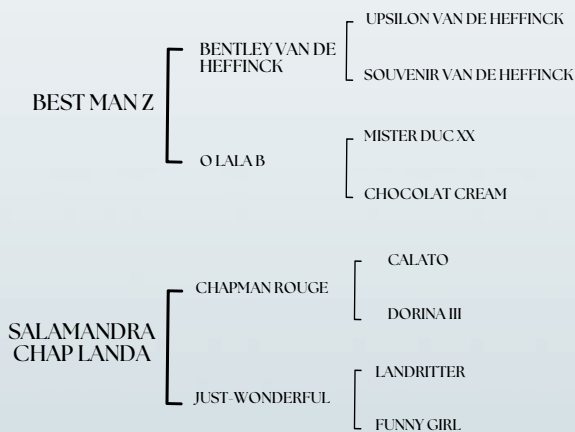 UPSILON VAN DE HEFFINCK
BENTLEY VAN DE
HEFFINCK
SOUVENIR VAN DE HEFFINCK
BEST MAN Z
MISTER DUC XX
O LALA B
CHOCOLAT CREAM
CALATO
CHAPMAN ROUGE
DORINA III
SALAMANDRA
CHAP LANDA
LANDRITTER
JUST-WONDERFUL
FUNNY GIRL